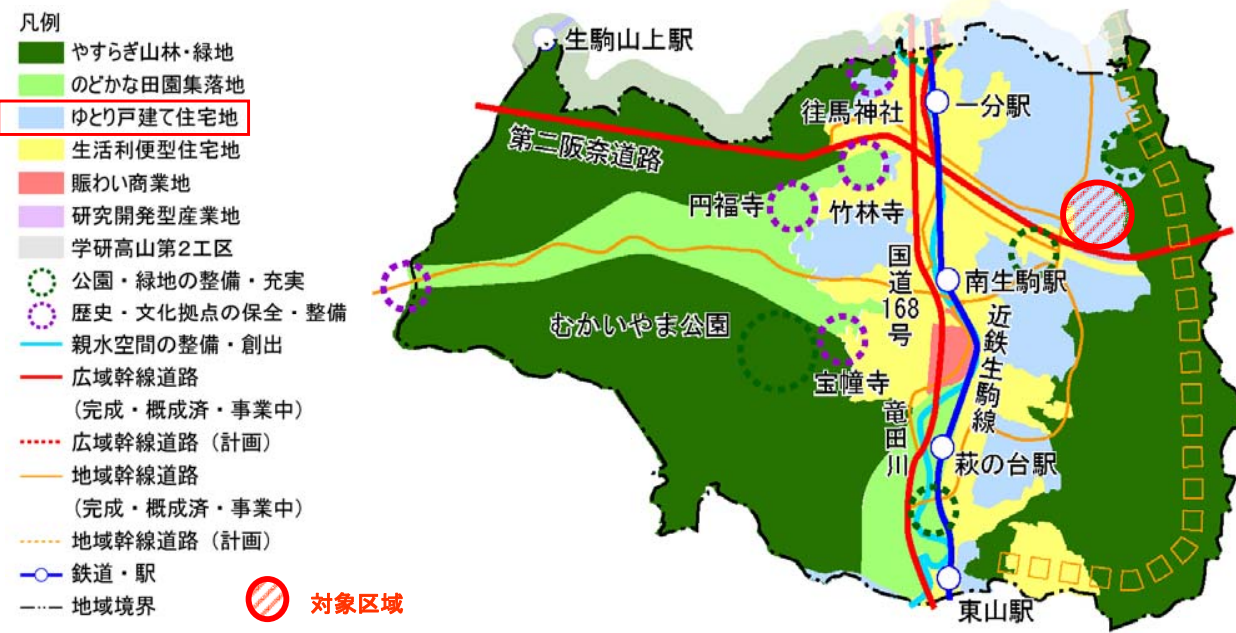 凡例
やすらぎ山林・緑地
のどかな田園集落地
ゆとり戸建て住宅地
生活利便型住宅地
賑わい商業地
研究開発型産業地
学研高山第2工区
公園・緑地の整備・充実
歴史・文化拠点の保全・整備
親水空間の整備・創出
広域幹線道路
(完成・概成済・事業中)
広域幹線道路(計画)
地域幹線道路
(完成・概成済・事業中)
地域幹線道路(計画)
鉄道・駅
地域境界
対象区域
生駒山上駅
往馬神社
一分駅
第二阪奈道路
円福寺
竹林寺
国道168号
南生駒駅
むかいやま公園
近鉄生駒線
宝幢寺
竜田川
萩の台駅
東山駅